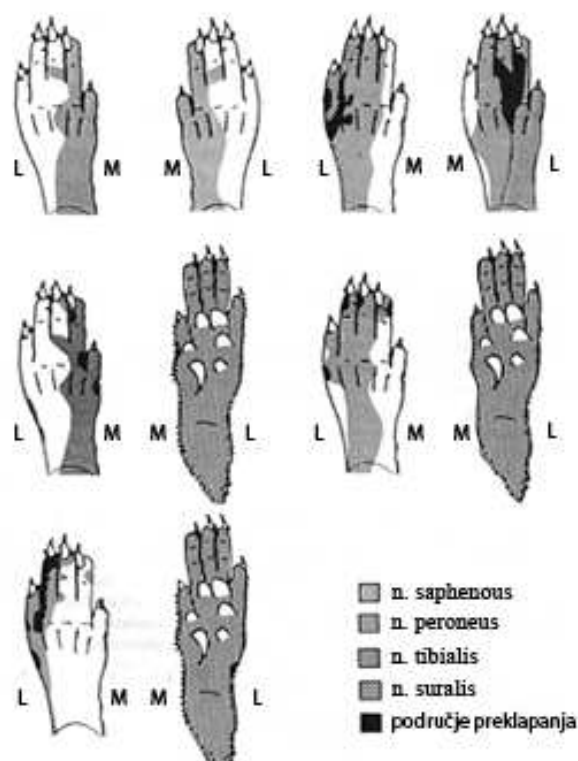 L M M L L M M L
L M M L L M M L
L M M L
n. saphenous
n. peroneus
n. tibialis
n. suralis
područje preklapanja